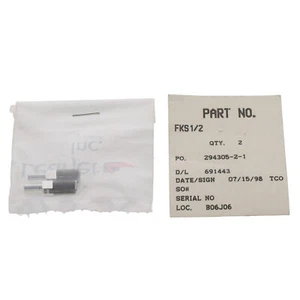 PART NO.
FKS1/2
QTY. 2
PO. 294305-2-1
D/L 691443
DATE/SIGN 07/15/98 TCO
SO#
SERIAL NO
LOC. B06J06
Inc.